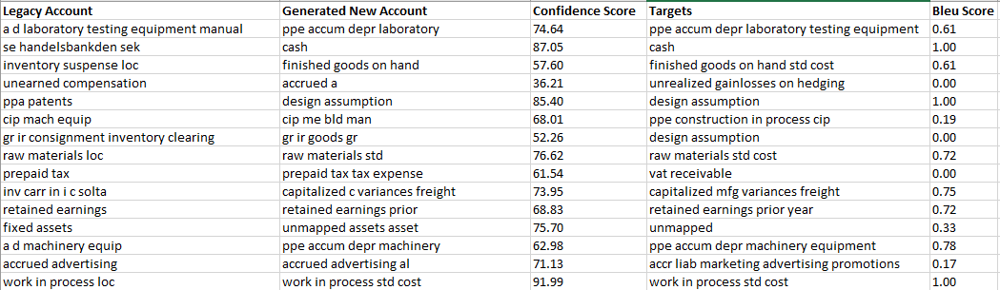 Legacy Account Generated New Account Confidence Score Targets Bleu Score
a d laboratory testing equipment manual ppe accum depr laboratory 74.64 ppe accum depr laboratory testing equipment 0.61
se handelsbankden sek cash 87.05 cash 1.00
inventory suspense loc finished goods on hand 57.60 finished goods on hand std cost 0.61
unearned compensation accrued a 36.21 unrealized gainlosses on hedging 0.00
ppa patents design assumption 85.40 design assumption 1.00
cip mach equip cip me bld man 68.01 ppe construction in process cip 0.19
gr ir consignment inventory clearing gr ir goods gr 52.26 design assumption 0.00
raw materials loc raw materials std 76.62 raw materials std cost 0.72
prepaid tax prepaid tax tax expense 61.54 vat receivable 0.00
inv carr in i c solta capitalized c variances freight 73.95 capitalized mfg variances freight 0.75
retained earnings retained earnings prior 68.83 retained earnings prior year 0.72
fixed assets unmapped assets asset 75.70 unmapped 0.33
a d machinery equip ppe accum depr machinery 62.98 ppe accum depr machinery equipment 0.78
accrued advertising accrued advertising al 71.13 accr liab marketing advertising promotions 0.17
work in process loc work in process std cost 91.99 work in process std cost 1.00